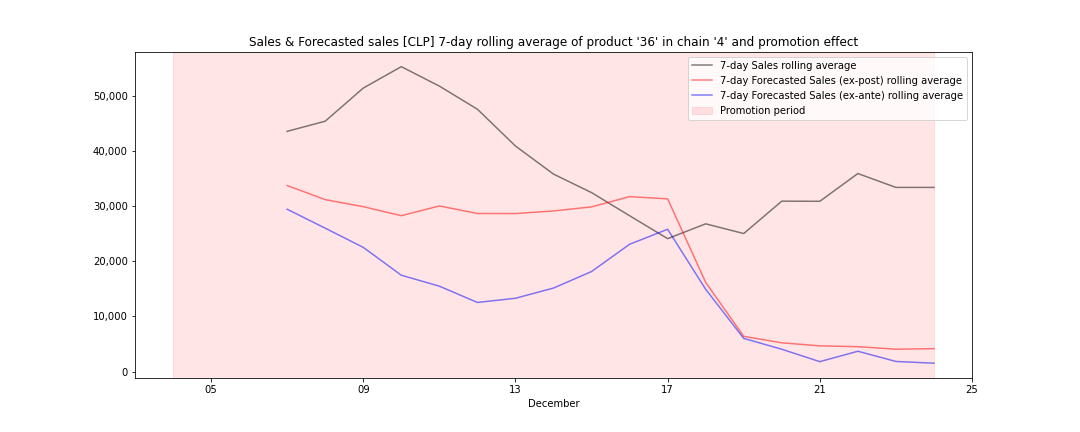 Sales & Forecasted sales [CLP] 7-day rolling average of product '36' in chain '4' and promotion effect
7-day Sales rolling average
7-day Forecasted Sales (ex-post) rolling average
7-day Forecasted Sales (ex-ante) rolling average
Promotion period
50,000
40,000
30,000
20,000
10,000
0
05 09 13 17 21 25
December